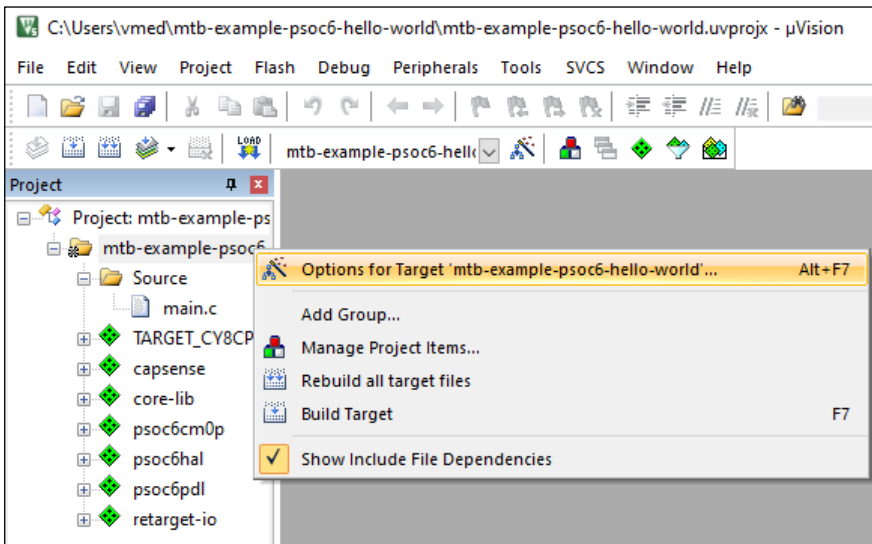 C:\Users\vmed\mtb-example-psoc6-hello-world\mtb-example-psoc6-hello-world.uvprojx - µVision
File Edit View Project Flash Debug Peripherals Tools SVCS Window Help
LOAD mtb-example-psoc6-hello
Project
Project: mtb-example-ps
mtb-example-psoc6
Source
main.c
TARGET_CY8CP
capsense
core-lib
psoc6cm0p
psoc6hal
psoc6pdl
retarget-io
Options for Target 'mtb-example-psoc6-hello-world'... Alt+F7
Add Group...
Manage Project Items...
Rebuild all target files
Build Target F7
Show Include File Dependencies